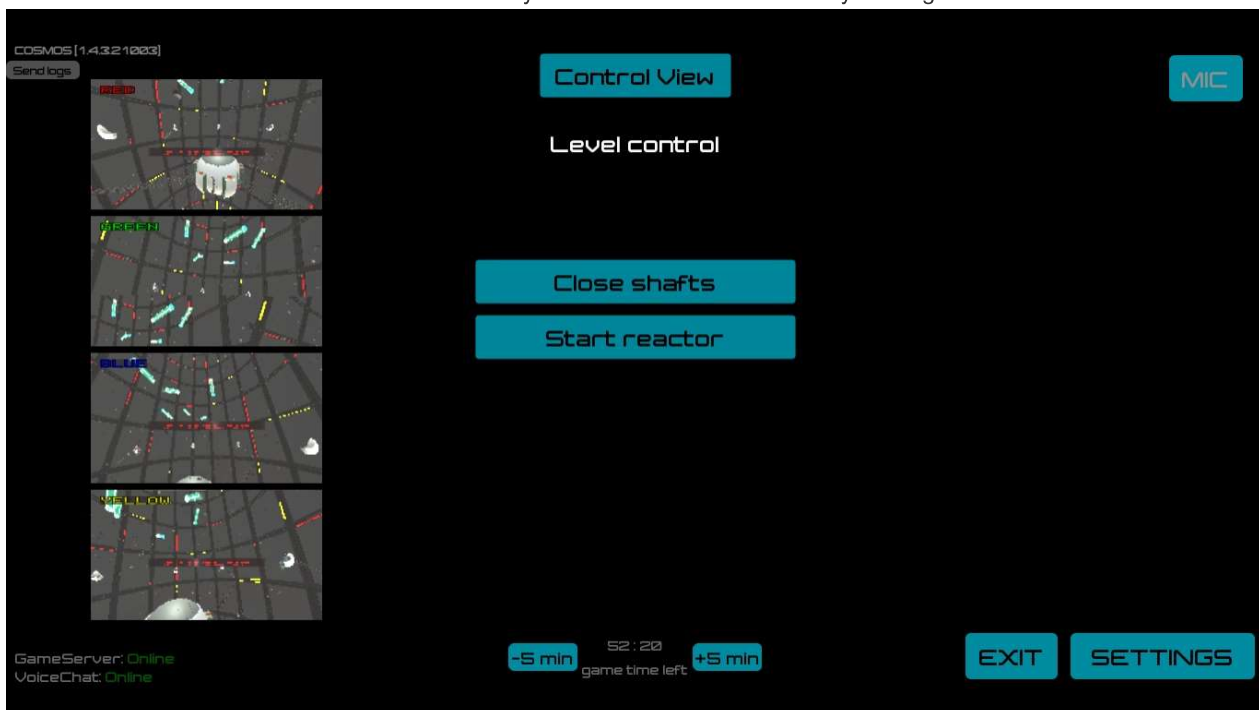 COSMOS [1.4.3.21003]
Send logs
Control View
MIC
RED
Level control
GREEN
Close shafts
Start reactor
BLUE
YELLOW
-5 min
52:20
game time left
+5 min
EXIT
SETTINGS
GameServer: Online
VoiceChat: Online